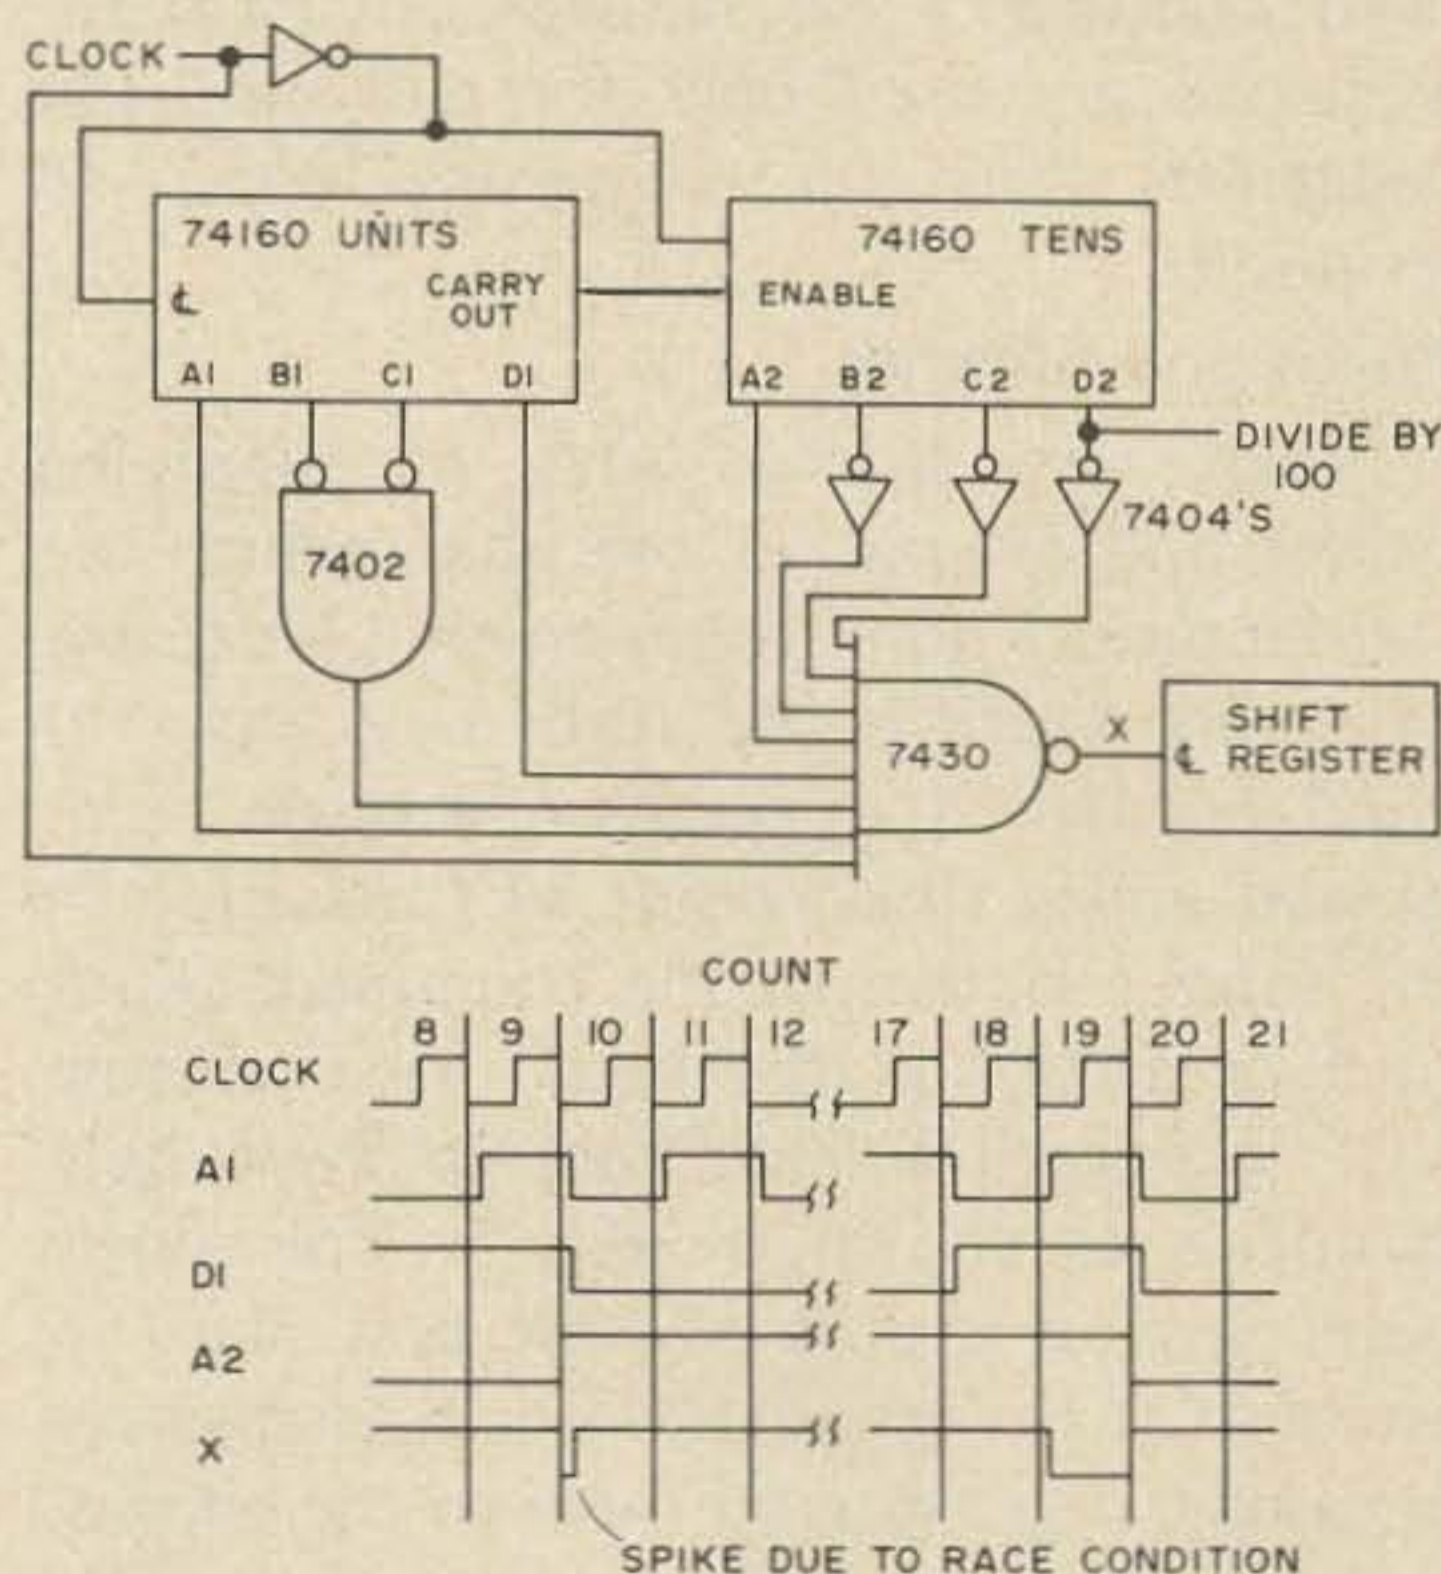 CLOCK
74160 UNITS
CARRY
OUT
A1 B1 C1 D1
74160 TENS
ENABLE
A2 B2 C2 D2
DIVIDE BY
100
7404'S
7402
7430
X
SHIFT
REGISTER
COUNT
8 9 10 11 12 17 18 19 20 21
CLOCK
A1
D1
A2
X
SPIKE DUE TO RACE CONDITION